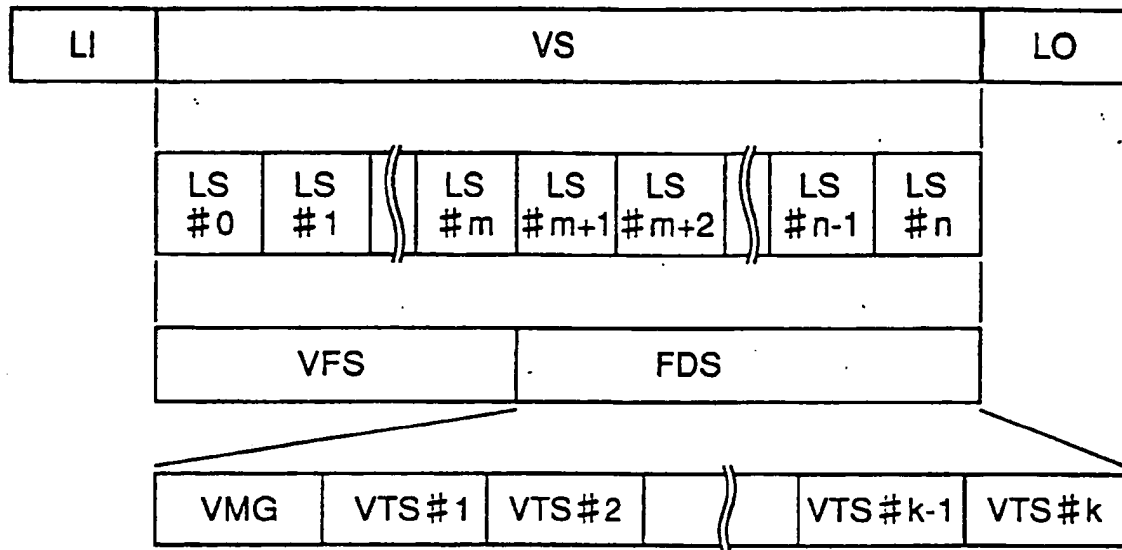 LI VS LO
LS #0 LS #1 LS #m LS #m+1 LS #m+2 LS #n-1 LS #n
VFS FDS
VMG VTS#1 VTS#2 VTS#k-1 VTS#k